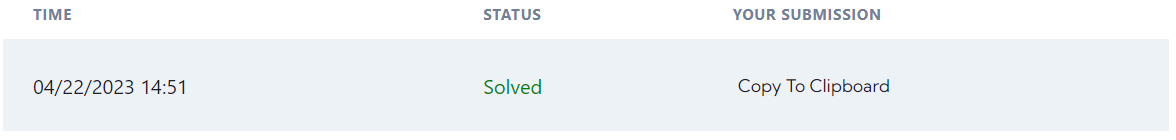 TIME STATUS YOUR SUBMISSION
04/22/2023 14:51 Solved Copy To Clipboard